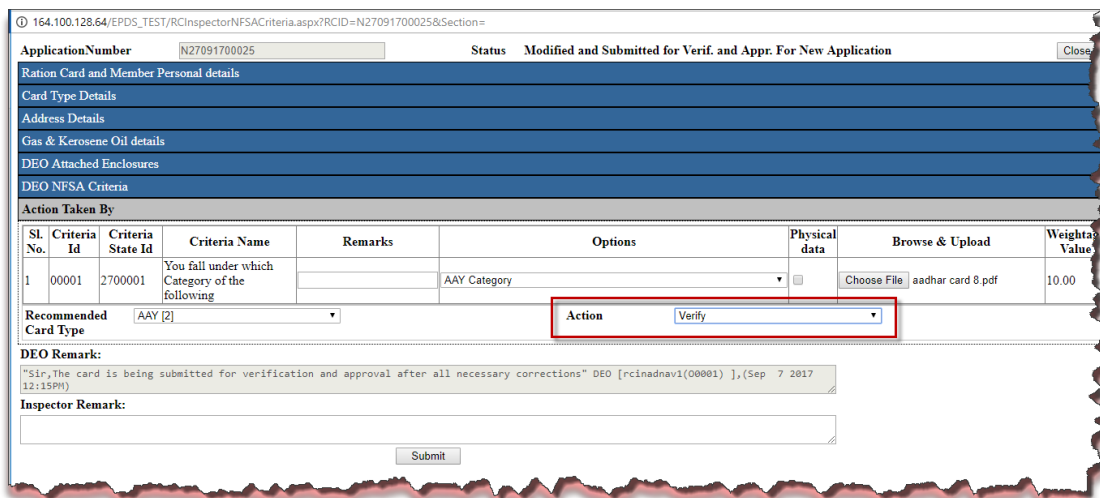 164.100.128.64/EPDS_TEST/RCInspectorNFSACriteria.aspx?RCID=N27091700025&Section=
ApplicationNumber N27091700025 Status Modified and Submitted for Verif. and Appr. For New Application Close
Ration Card and Member Personal details
Card Type Details
Address Details
Gas & Kerosene Oil details
DEO Attached Enclosures
DEO NFSA Criteria
Action Taken By
Sl. No. Criteria Id Criteria State Id Criteria Name Remarks Options Physical data Browse & Upload Value
1 00001 2700001 You fall under which Category of the following AAY Category Choose File aadhar card 8.pdf 10.00
Recommended Card Type AAY [2] Action Verify
DEO Remark:
"Sir,The card is being submitted for verification and approval after all necessary corrections" DEO [rcinadnav1(O0001) ],(Sep 7 2017
12:15PM)
Inspector Remark:
Submit